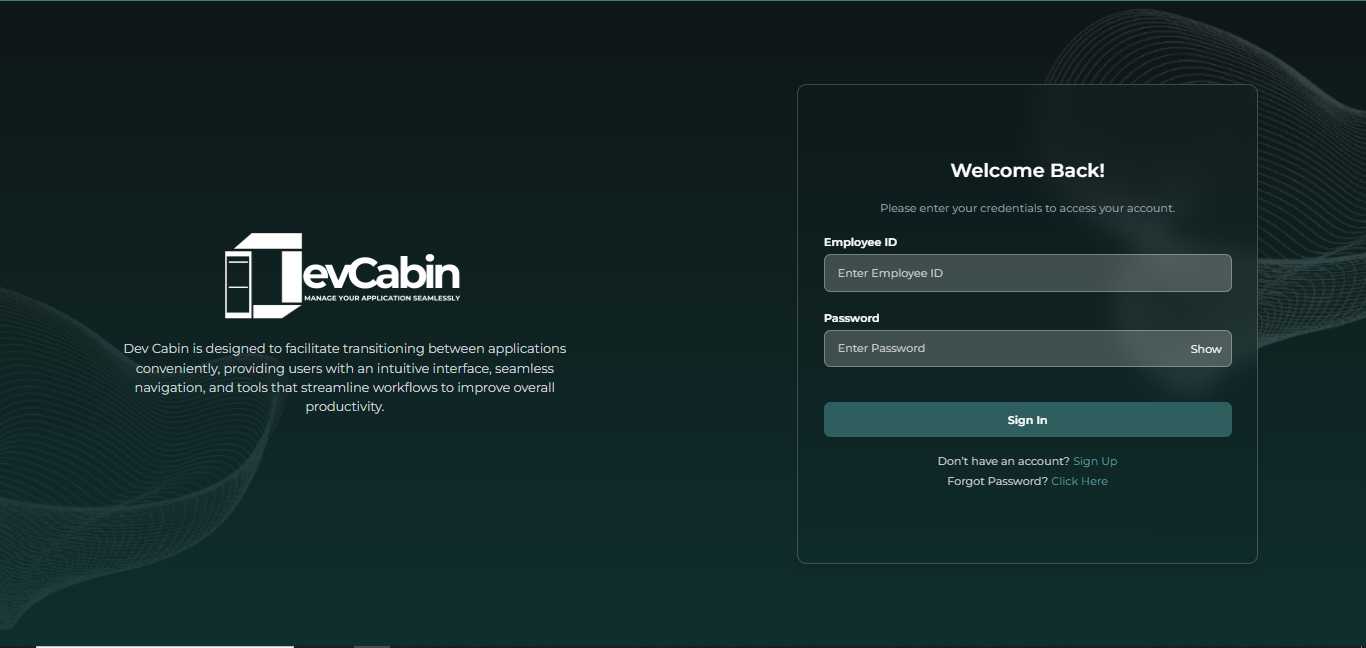 DevCabin
MANAGE YOUR APPLICATION SEAMLESSLY
Dev Cabin is designed to facilitate transitioning between applications
conveniently, providing users with an intuitive interface, seamless
navigation, and tools that streamline workflows to improve overall
productivity.
Welcome Back!
Please enter your credentials to access your account.
Employee ID
Enter Employee ID
Password
Enter Password Show
Sign In
Don't have an account? Sign Up
Forgot Password? Click Here